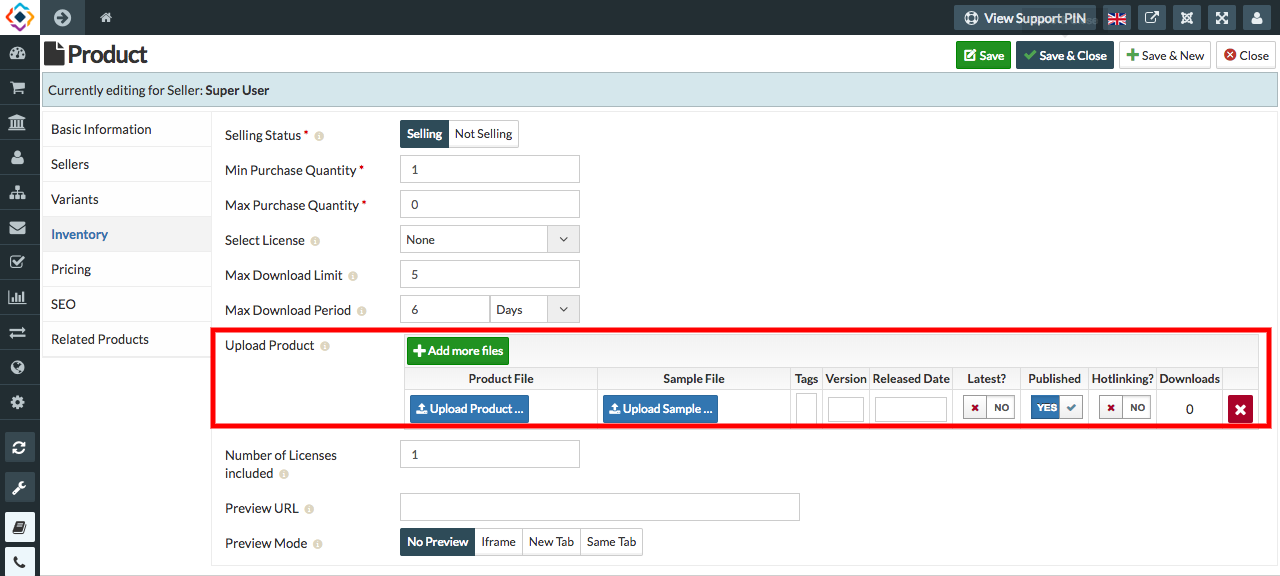 View Support PIN
Product
Save
Save & Close
Save & New
Close
Currently editing for Seller: Super User
Basic Information
Sellers
Variants
Inventory
Pricing
SEO
Related Products
Selling Status *
Selling
Not Selling
Min Purchase Quantity *
1
Max Purchase Quantity *
0
Select License
None
Max Download Limit
5
Max Download Period
6
Days
Upload Product
Add more files
Product File
Sample File
Tags
Version
Released Date
Latest?
Published
Hotlinking?
Downloads
Upload Product ...
Upload Sample ...
NO
YES
NO
0
Number of Licenses
included
1
Preview URL
Preview Mode
No Preview
Iframe
New Tab
Same Tab